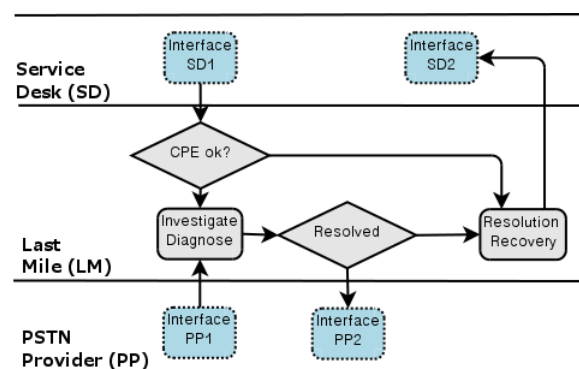 Interface
SD1
Interface
SD2
Service
Desk (SD)
CPE ok?
Investigate
Diagnose
Resolved
Resolution
Recovery
Last
Mile (LM)
Interface
PP1
Interface
PP2
PSTN
Provider (PP)